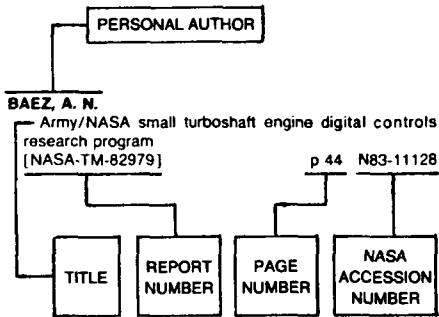 PERSONAL AUTHOR
BAEZ, A. N.
Army/NASA small turboshaft engine digital controls
research program
[NASA-TM-82979] p 44 N83-11128
TITLE
REPORT
NUMBER
PAGE
NUMBER
NASA
ACCESSION
NUMBER